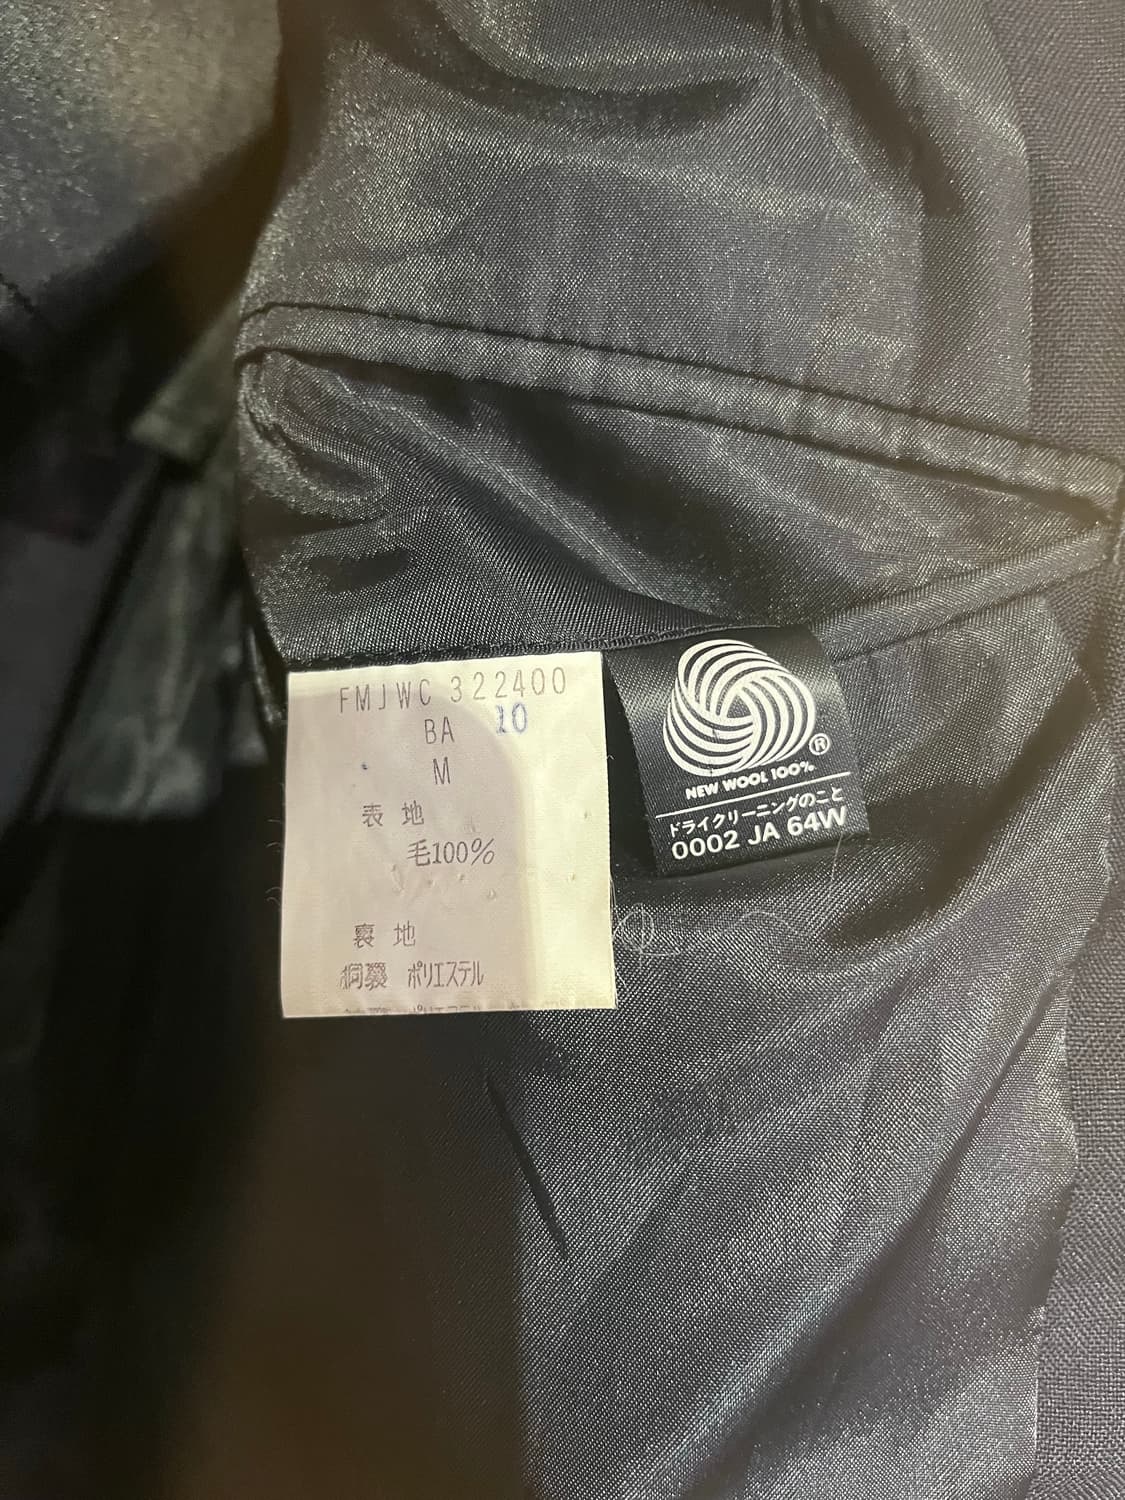 FMJWC 322400
BA 10
M
表 地
毛100%
裏 地
胴裏 ポリエステル
NEW WOOL 100%
ドライクリーニングのこと
0002 JA 64W
®